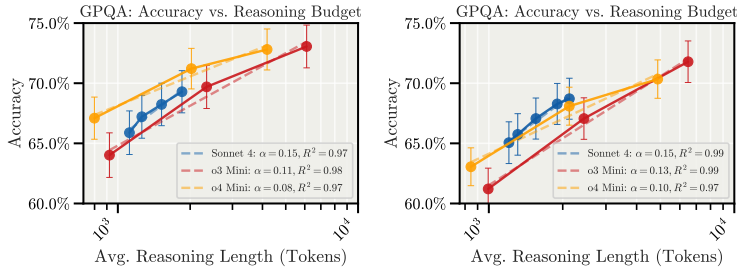 GPQA: Accuracy vs. Reasoning Budget
75.0%
70.0%
65.0%
60.0%
Accuracy
Sonnet 4: α = 0.15, R² = 0.97
o3 Mini: α = 0.11, R² = 0.98
o4 Mini: α = 0.08, R² = 0.97
10³
10⁴
Avg. Reasoning Length (Tokens)
GPQA: Accuracy vs. Reasoning Budget
75.0%
70.0%
65.0%
60.0%
Accuracy
Sonnet 4: α = 0.15, R² = 0.99
o3 Mini: α = 0.13, R² = 0.99
o4 Mini: α = 0.10, R² = 0.97
10³
10⁴
Avg. Reasoning Length (Tokens)